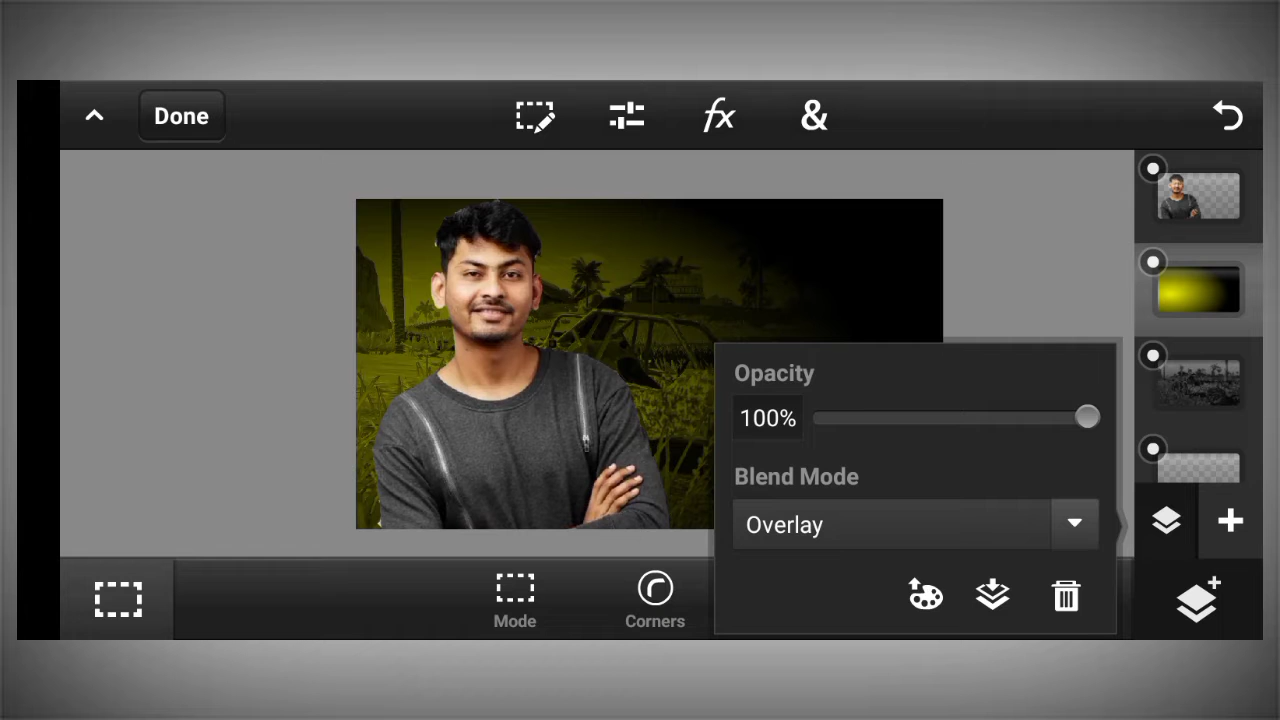 Done
fx
&
Opacity
100%
Blend Mode
Overlay
Mode
Corners